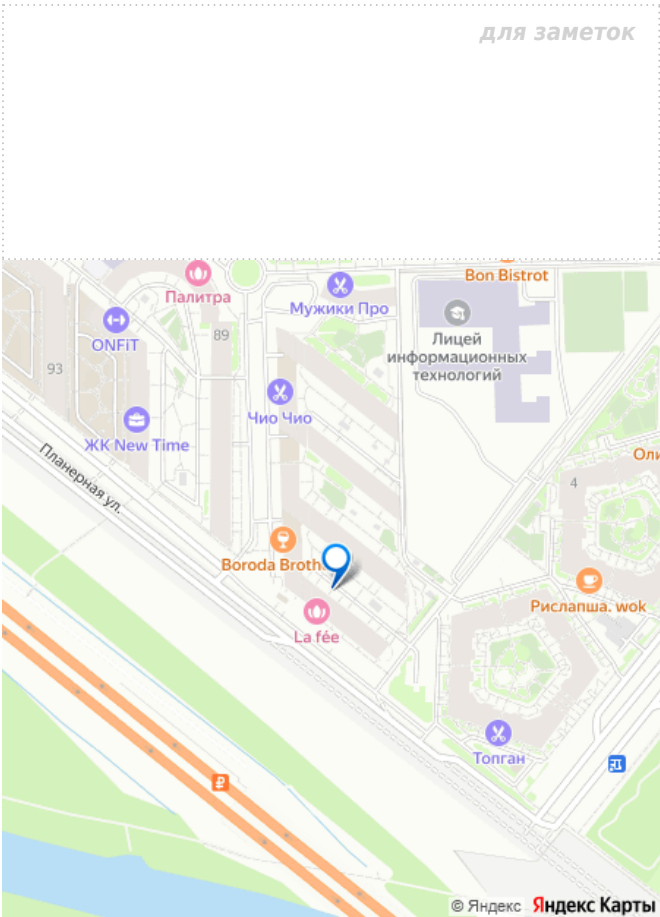 для заметок
Bon Bistrot
Палитра
Мужики Про
ONFIT
89
Лицей
информационных
технологий
93
Чио Чио
ЖК New Time
Оли
4
Планерная ул.
Boroda Broth
Рислапша. wok
La fée
Топган
© Яндекс Яндекс Карты